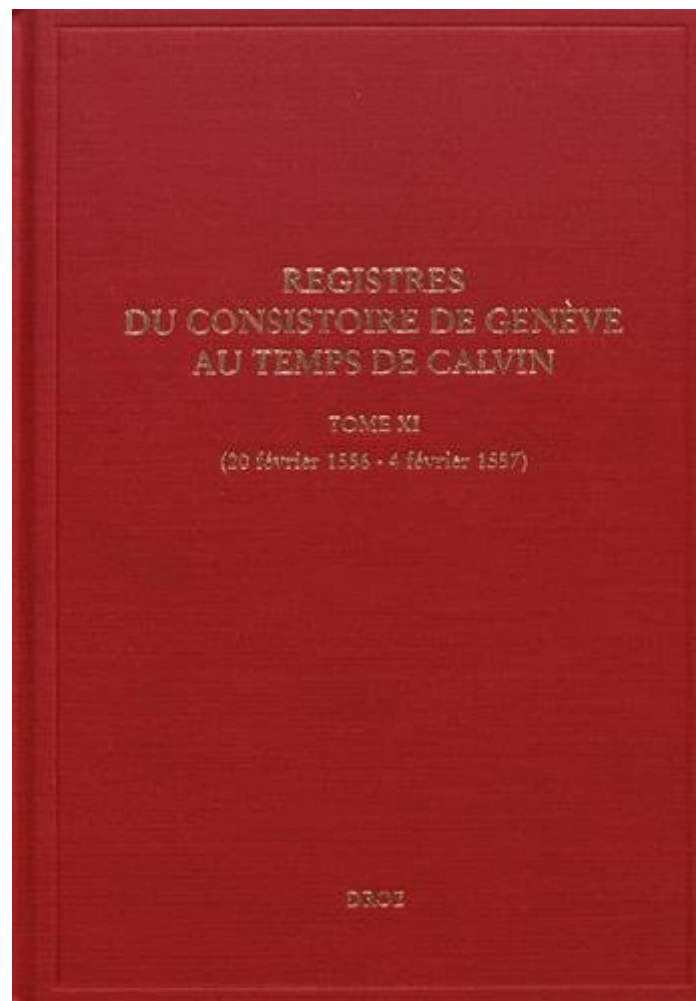 REGISTRES
DU CONSISTOIRE DE GENÈVE
AU TEMPS DE CALVIN
TOME XI
(20 février 1556 - 4 février 1557)
DROZ